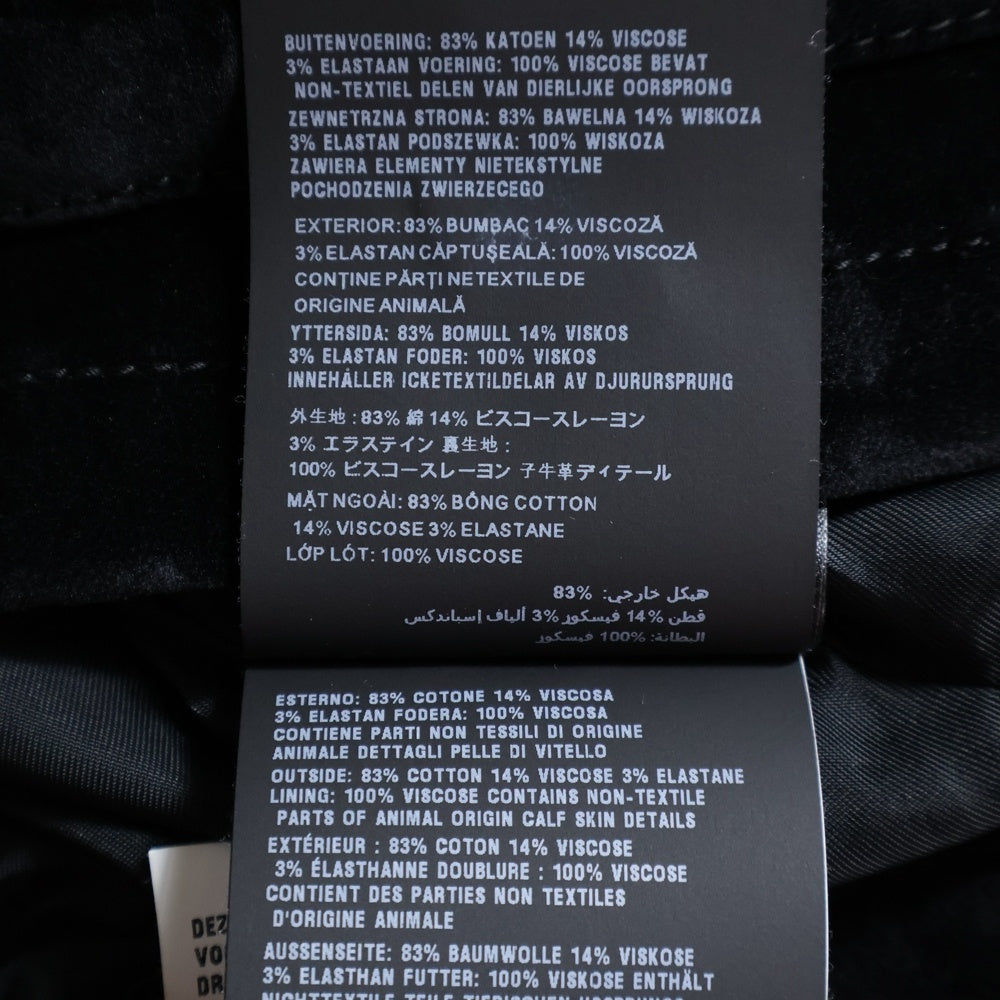 BUITENVOERING: 83% KATOEN 14% VISCOSE
3% ELASTAAN VOERING: 100% VISCOSE BEVAT
NON-TEXTIEL DELEN VAN DIERLIJKE OORSPRONG
ZEWNETRZNA STRONA: 83% BAWELNA 14% WISKOZA
3% ELASTAN PODSZEWKA: 100% WISKOZA
ZAWIERA ELEMENTY NIETEKSTYLNE
POCHODZENIA ZWIERZECEGO
EXTERIOR: 83% BUMBAC 14% VISCOZĂ
3% ELASTAN CĂPTUŞEALĂ: 100% VISCOZĂ
CONŢINE PĂRŢI NETEXTILE DE
ORIGINE ANIMALĂ
YTTERSIDA: 83% BOMULL 14% VISKOS
3% ELASTAN FODER: 100% VISKOS
INNEHÅLLER ICKETEXTILDELAR AV DJURURSPRUNG
外生地 : 83% 綿 14% ビスコースレーヨン
3% エラステイン 裏生地 :
100% ビスコースレーヨン 子牛革ディテール
MẶT NGOÀI: 83% BÔNG COTTON
14% VISCOSE 3% ELASTANE
LỚP LÓT: 100% VISCOSE
هيكل خارجي: 83%
قطن 14% فيسكوز 3% ألياف إسباندكس
البطانة: 100% فيسكوز
ESTERNO: 83% COTONE 14% VISCOSA
3% ELASTAN FODERA: 100% VISCOSA
CONTIENE PARTI NON TESSILI DI ORIGINE
ANIMALE DETTAGLI PELLE DI VITELLO
OUTSIDE: 83% COTTON 14% VISCOSE 3% ELASTANE
LINING: 100% VISCOSE CONTAINS NON-TEXTILE
PARTS OF ANIMAL ORIGIN CALF SKIN DETAILS
EXTÉRIEUR : 83% COTON 14% VISCOSE
3% ÉLASTHANNE DOUBLURE : 100% VISCOSE
CONTIENT DES PARTIES NON TEXTILES
D'ORIGINE ANIMALE
AUSSENSEITE: 83% BAUMWOLLE 14% VISKOSE
3% ELASTHAN FUTTER: 100% VISKOSE ENTHÄLT
NICHTTEXTILE TEILE TIERISCHEN URSPRUNGS
DEZ
VO
DR